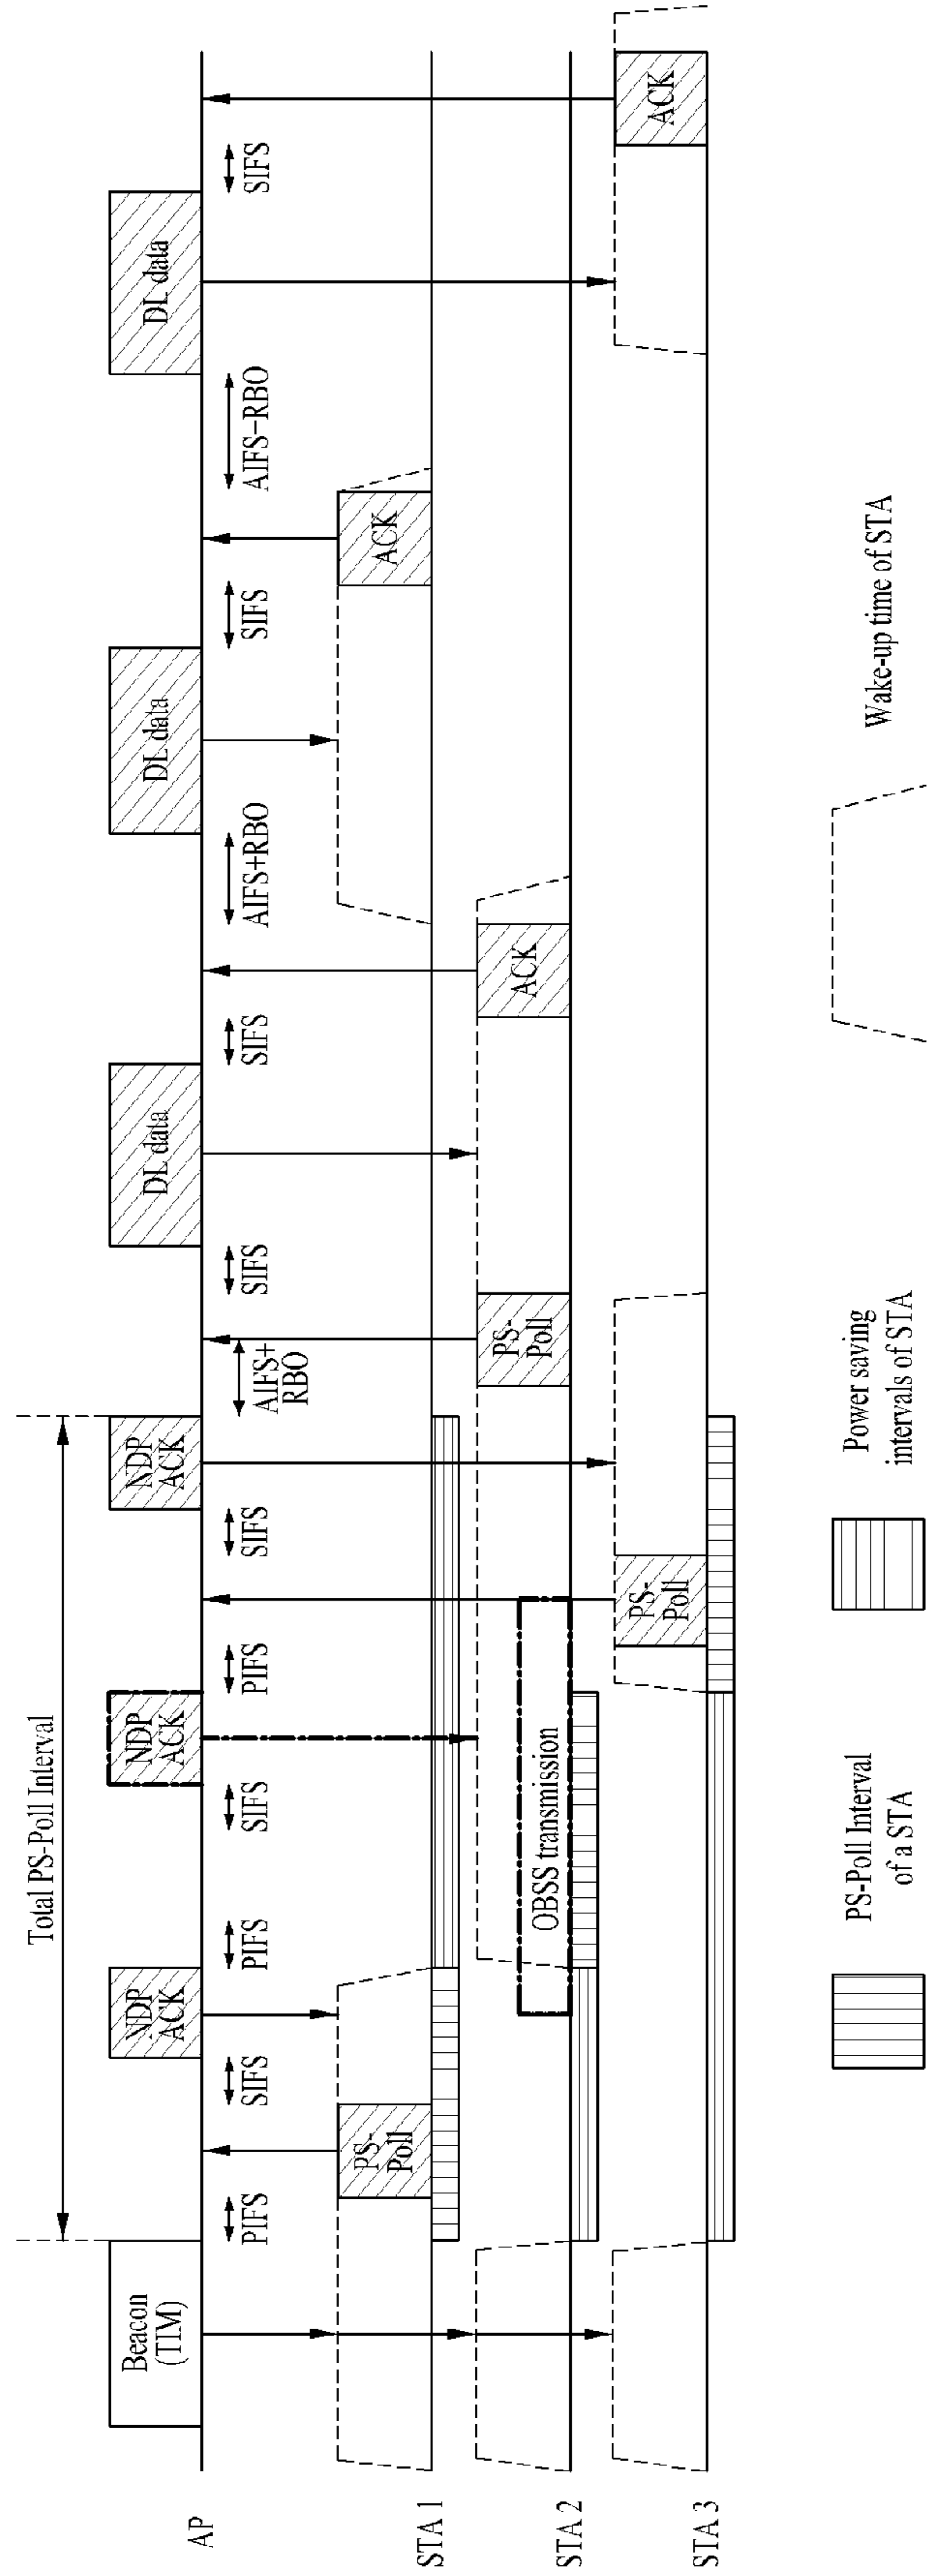 Total PS-Poll Interval
Beacon
(TIM)
NDP
ACK
NDP
ACK
NDP
ACK
DL data
DL data
DL data
AP
PIFS
SIFS
PIFS
SIFS
PIFS
SIFS
AIFS+
RBO
SIFS
SIFS
AIFS+RBO
SIFS
AIFS−RBO
SIFS
STA 1
PS-
Poll
ACK
STA 2
OBSS transmission
PS-
Poll
ACK
STA 3
PS-
Poll
ACK
PS-Poll Interval
of a STA
Power saving
intervals of STA
Wake-up time of STA